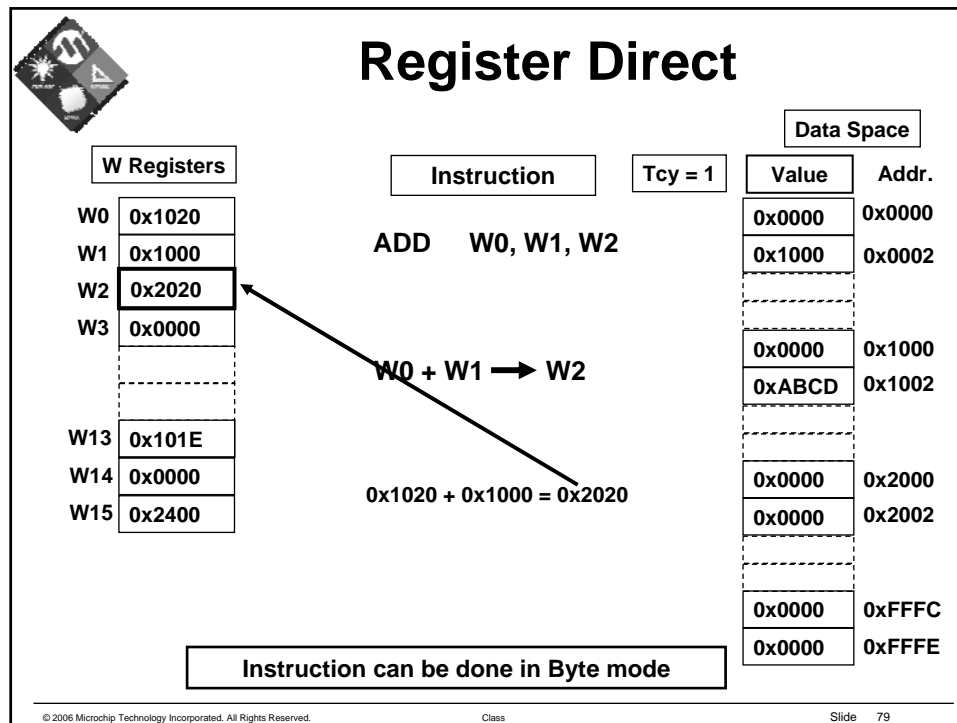 Register Direct
Data Space
W Registers
Instruction
Tcy = 1
Value Addr.
W0 0x1020
0x0000 0x0000
ADD W0, W1, W2
W1 0x1000
0x1000 0x0002
W2 0x2020
W3 0x0000
0x0000 0x1000
W0 + W1 → W2
0xABCD 0x1002
W13 0x101E
W14 0x0000
0x0000 0x2000
0x1020 + 0x1000 = 0x2020
W15 0x2400
0x0000 0x2002
0x0000 0xFFFC
0x0000 0xFFFE
Instruction can be done in Byte mode
© 2006 Microchip Technology Incorporated. All Rights Reserved. Class Slide 79